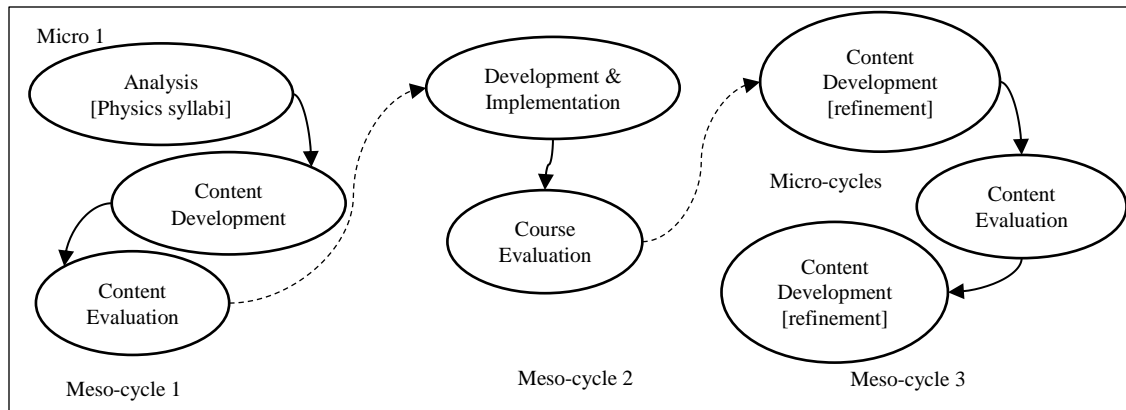 Micro 1
Analysis
[Physics syllabi]
Content
Development
Content
Evaluation
Meso-cycle 1
Development &
Implementation
Course
Evaluation
Meso-cycle 2
Content
Development
[refinement]
Micro-cycles
Content
Evaluation
Content
Development
[refinement]
Meso-cycle 3